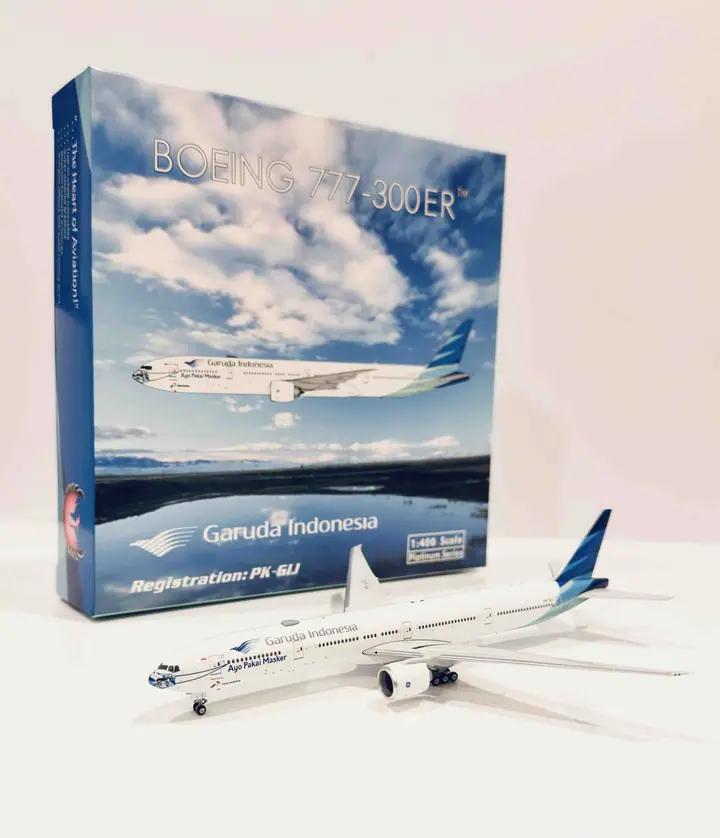 "...The Heart of Aviation!"
BOEING 777-300ER™
Garuda Indonesia
Ayo Pakai Masker
Garuda Indonesia
1:400 Scale
Platinum Series
Registration: PK-GIJ
Garuda Indonesia
Ayo Pakai Masker